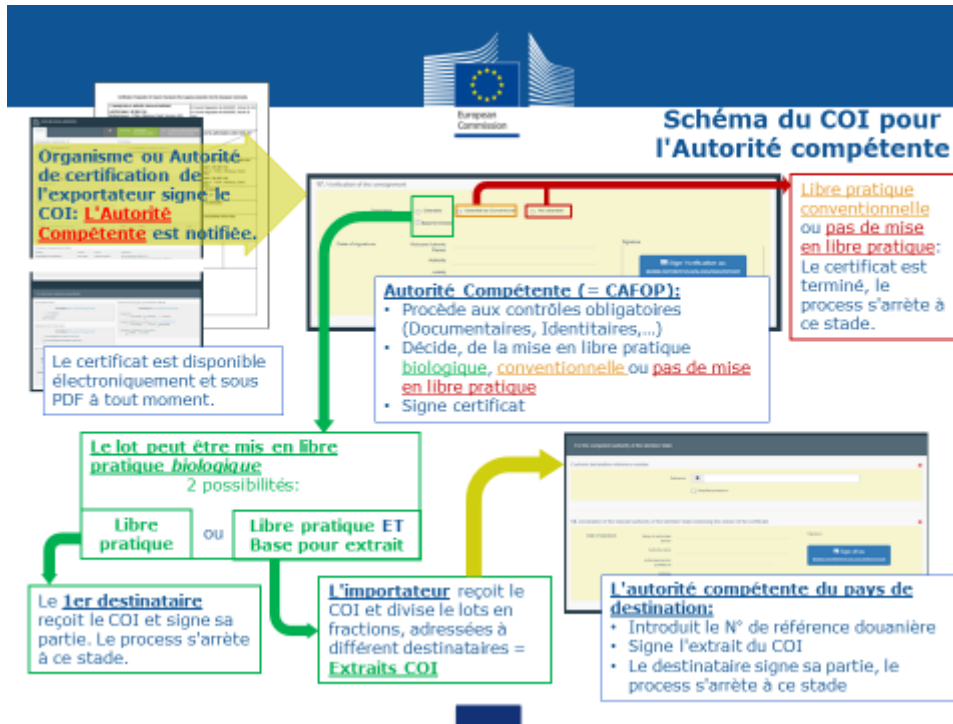 European
Commission
Schéma du COI pour
l'Autorité compétente
Organisme ou Autorité
de certification de
l'exportateur signe le
COI: L'Autorité
Compétente est notifiée.
17. Verification of the consignment
Libre pratique
conventionnelle
ou pas de mise
en libre pratique:
Le certificat est
terminé, le
process s'arrête à
ce stade.
Autorité Compétente (= CAFOP):
• Procède aux contrôles obligatoires
(Documentaires, Identitaires,...)
• Décide, de la mise en libre pratique
biologique, conventionnelle ou pas de mise
en libre pratique
• Signe certificat
Le certificat est disponible
électroniquement et sous
PDF à tout moment.
Le lot peut être mis en libre
pratique biologique
2 possibilités:
Libre
pratique
ou
Libre pratique ET
Base pour extrait
Le 1er destinataire
reçoit le COI et signe sa
partie. Le process s'arrête
à ce stade.
L'importateur reçoit le
COI et divise le lots en
fractions, adressées à
différent destinataires =
Extraits COI
L'autorité compétente du pays de
destination:
• Introduit le N° de référence douanière
• Signe l'extrait du COI
• Le destinataire signe sa partie, le
process s'arrête à ce stade